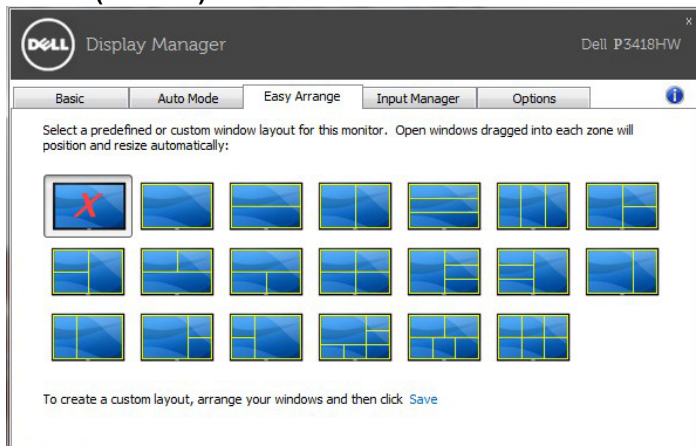 x
DELL Display Manager Dell P3418HW
Basic Auto Mode Easy Arrange Input Manager Options i
Select a predefined or custom window layout for this monitor. Open windows dragged into each zone will
position and resize automatically:
X
To create a custom layout, arrange your windows and then click Save